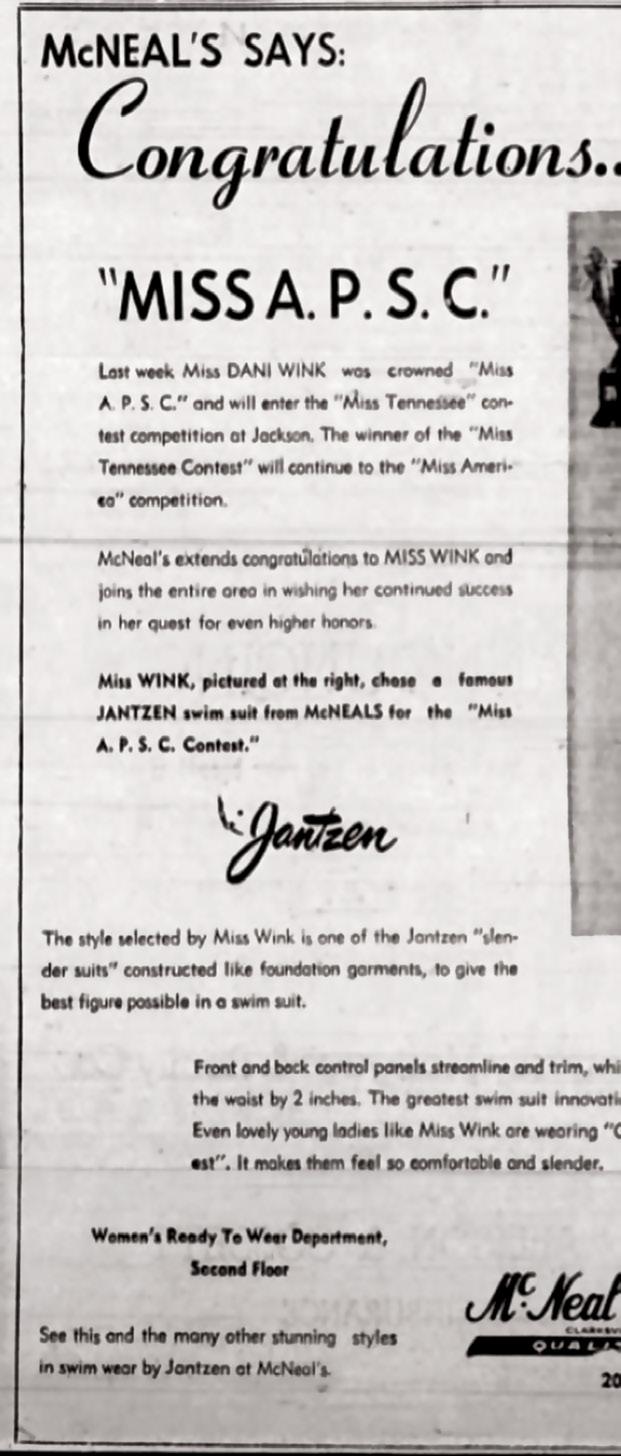 McNEAL'S SAYS:
Congratulations..
"MISS A. P. S. C."
Last week Miss DANI WINK was crowned "Miss
A. P. S. C." and will enter the "Miss Tennessee" con-
test competition at Jackson. The winner of the "Miss
Tennessee Contest" will continue to the "Miss Ameri-
ca" competition.
McNeal's extends congratulations to MISS WINK and
joins the entire area in wishing her continued success
in her quest for even higher honors.
Miss WINK, pictured at the right, chose a famous
JANTZEN swim suit from McNEALS for the "Miss
A. P. S. C. Contest."
Jantzen
The style selected by Miss Wink is one of the Jantzen "slen-
der suits" constructed like foundation garments, to give the
best figure possible in a swim suit.
Front and back control panels streamline and trim, whi
the waist by 2 inches. The greatest swim suit innovati
Even lovely young ladies like Miss Wink are wearing "C
est". It makes them feel so comfortable and slender.
Women's Ready To Wear Department,
Second Floor
See this and the many other stunning styles
in swim wear by Jantzen at McNeal's.
McNeal
CLARKSV
QUALI
20